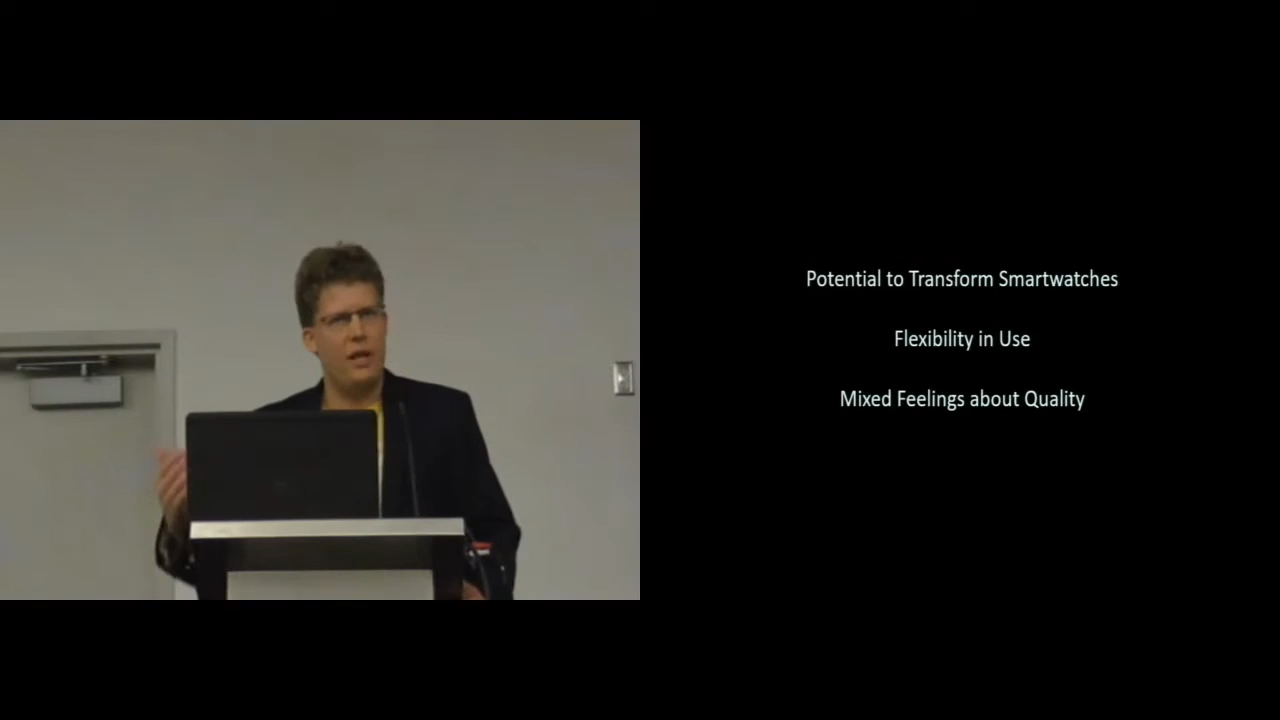 Potential to Transform Smartwatches
Flexibility in Use
Mixed Feelings about Quality